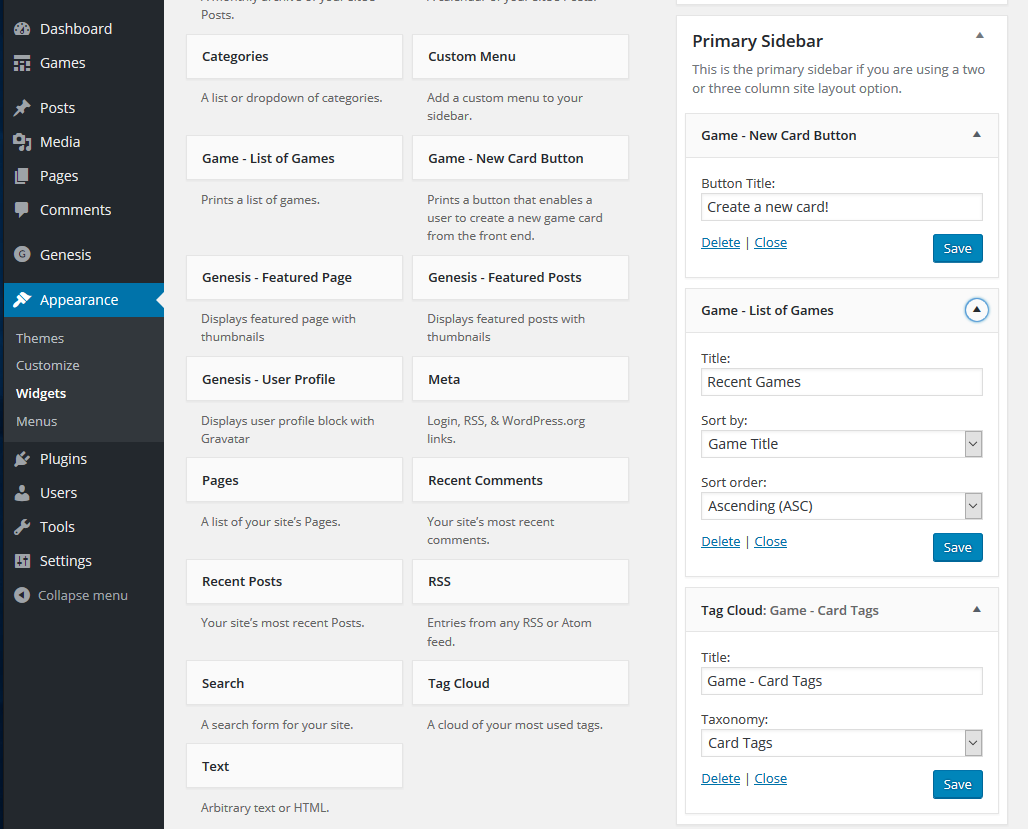 Dashboard
Games
Posts
Media
Pages
Comments
G
Genesis
Appearance
Themes
Customize
Widgets
Menus
Plugins
Users
Tools
Settings
Collapse menu
Posts.
Categories
A list or dropdown of categories.
Custom Menu
Add a custom menu to your
sidebar.
Game - List of Games
Prints a list of games.
Game - New Card Button
Prints a button that enables a
user to create a new game card
from the front end.
Genesis - Featured Page
Displays featured page with
thumbnails
Genesis - Featured Posts
Displays featured posts with
thumbnails
Genesis - User Profile
Displays user profile block with
Gravatar
Meta
Login, RSS, & WordPress.org
links.
Pages
A list of your site’s Pages.
Recent Comments
Your site’s most recent
comments.
Recent Posts
Your site’s most recent Posts.
RSS
Entries from any RSS or Atom
feed.
Search
A search form for your site.
Tag Cloud
A cloud of your most used tags.
Text
Arbitrary text or HTML.
Primary Sidebar
This is the primary sidebar if you are using a two
or three column site layout option.
Game - New Card Button
Button Title:
Create a new card!
Delete | Close
Save
Game - List of Games
Title:
Recent Games
Sort by:
Game Title
Sort order:
Ascending (ASC)
Delete | Close
Save
Tag Cloud: Game - Card Tags
Title:
Game - Card Tags
Taxonomy:
Card Tags
Delete | Close
Save